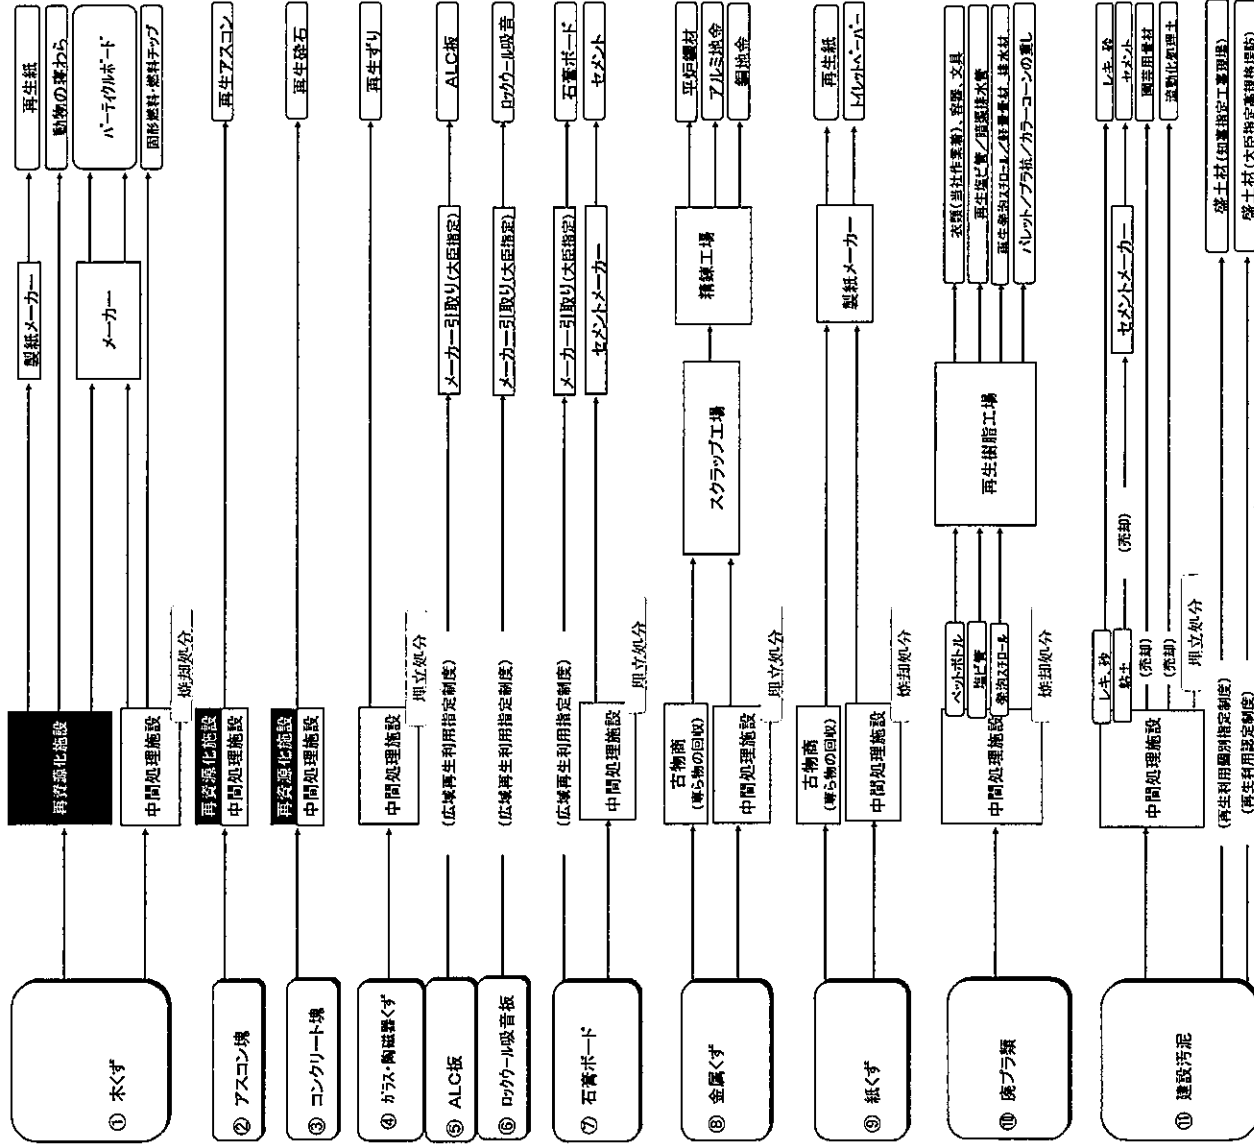 ① 木くず
再資源化施設
中間処理施設
焼却処分
製紙メーカー
メーカー
再生紙
動物の寝わら
パーティクルボード
固形燃料・燃料チップ
② アスコン塊
再資源化施設
中間処理施設
再生アスコン
③ コンクリート塊
再資源化施設
中間処理施設
再生砕石
④ ガラス・陶磁器くず
中間処理施設
埋立処分
再生ずり
⑤ ALC板
(広域再生利用指定制度)
メーカー引取り(大臣指定)
ALC板
⑥ ロックウール吸音板
(広域再生利用指定制度)
メーカー引取り(大臣指定)
ロックウール吸音
⑦ 石膏ボード
(広域再生利用指定制度)
メーカー引取り(大臣指定)
石膏ボード
中間処理施設
埋立処分
セメントメーカー
セメント
⑧ 金属くず
古物商
(専ら物の回収)
中間処理施設
埋立処分
スクラップ工場
精錬工場
平炉鋼材
アルミ地金
銅地金
⑨ 紙くず
古物商
(専ら物の回収)
中間処理施設
焼却処分
製紙メーカー
再生紙
トイレットペーパー
⑩ 廃プラ類
中間処理施設
焼却処分
ペットボトル
塩ビ管
発泡スチロール
再生樹脂工場
衣類(当社作業着)、容器、文具
再生塩ビ管/暗渠排水管
再生発泡スチロール/軽量骨材、排水材
パレット/プラ杭/カラーコーンの重し
⑪ 建設汚泥
中間処理施設
埋立処分
レキ、砂
粘土
(売却)
(売却)
(売却)
(売却)
セメントメーカー
レキ、砂
セメント
園芸用骨材
流動化処理土
(再生利用個別指定制度)
盛土材(知事指定工事現場)
(再生利用認定制度)
盛土材(大臣指定高規格堤防)